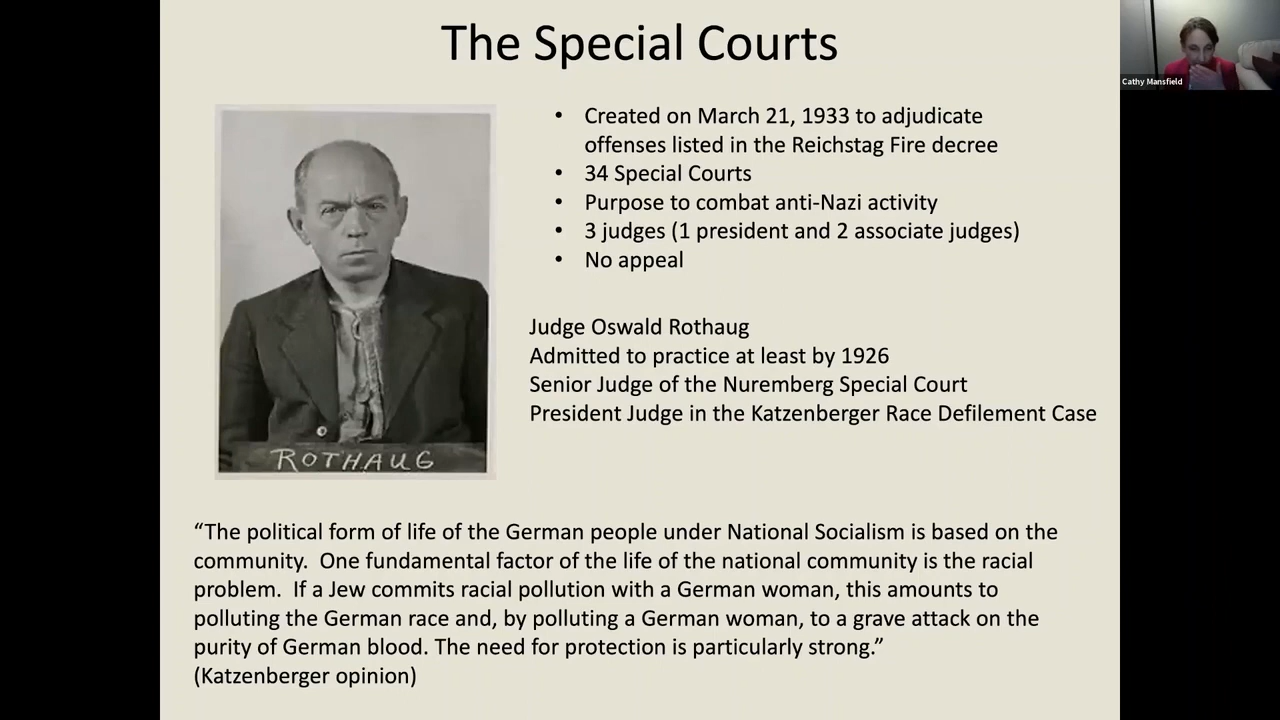 The Special Courts
Cathy Mansfield
• Created on March 21, 1933 to adjudicate
offenses listed in the Reichstag Fire decree
• 34 Special Courts
• Purpose to combat anti-Nazi activity
• 3 judges (1 president and 2 associate judges)
• No appeal
Judge Oswald Rothaug
Admitted to practice at least by 1926
Senior Judge of the Nuremberg Special Court
President Judge in the Katzenberger Race Defilement Case
ROTHAUG
“The political form of life of the German people under National Socialism is based on the
community.  One fundamental factor of the life of the national community is the racial
problem.  If a Jew commits racial pollution with a German woman, this amounts to
polluting the German race and, by polluting a German woman, to a grave attack on the
purity of German blood. The need for protection is particularly strong.”
(Katzenberger opinion)